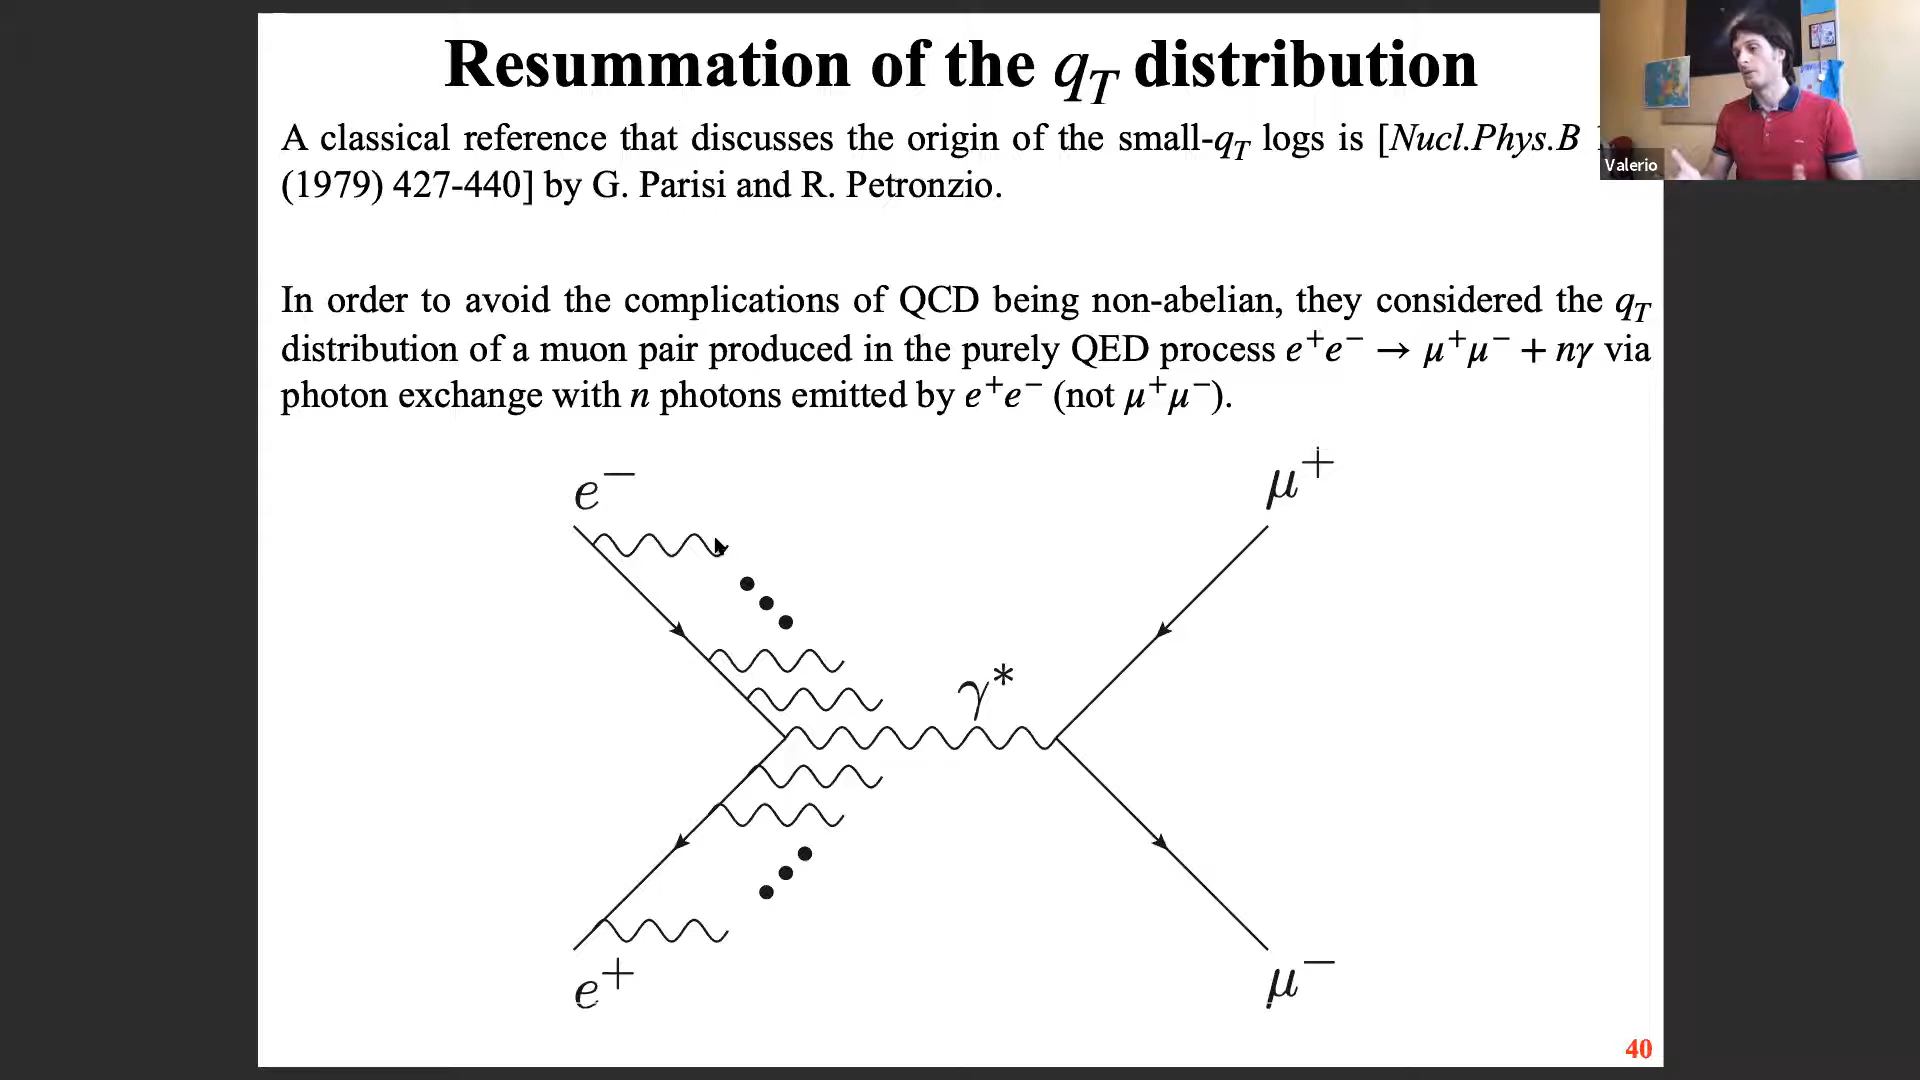 Resummation of the qT distribution
A classical reference that discusses the origin of the small-qT logs is [Nucl.Phys.B
(1979) 427-440] by G. Parisi and R. Petronzio.
Valerio
In order to avoid the complications of QCD being non-abelian, they considered the qT
distribution of a muon pair produced in the purely QED process e⁺e⁻ → μ⁺μ⁻ + nγ via
photon exchange with n photons emitted by e⁺e⁻ (not μ⁺μ⁻).
e⁻
μ⁺
γ*
e⁺
μ⁻
40